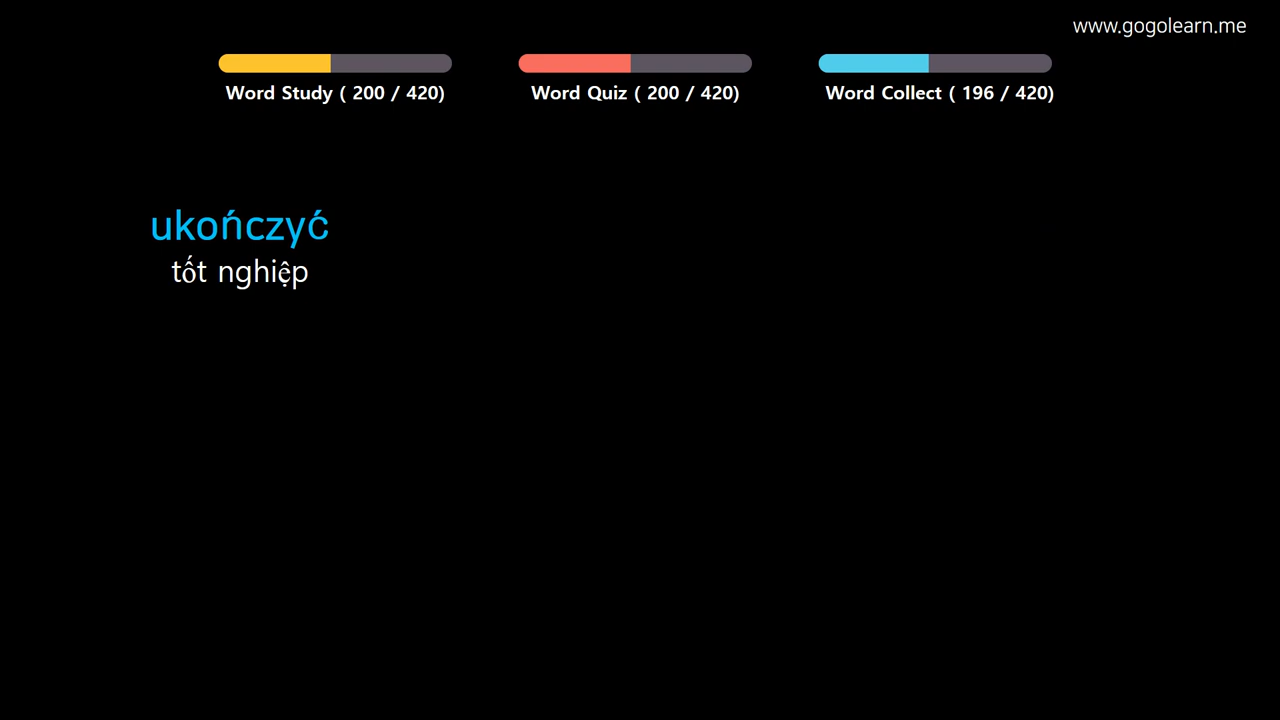 www.gogolearn.me
Word Study ( 200 / 420)
Word Quiz ( 200 / 420)
Word Collect ( 196 / 420)
ukończyć
tốt nghiệp